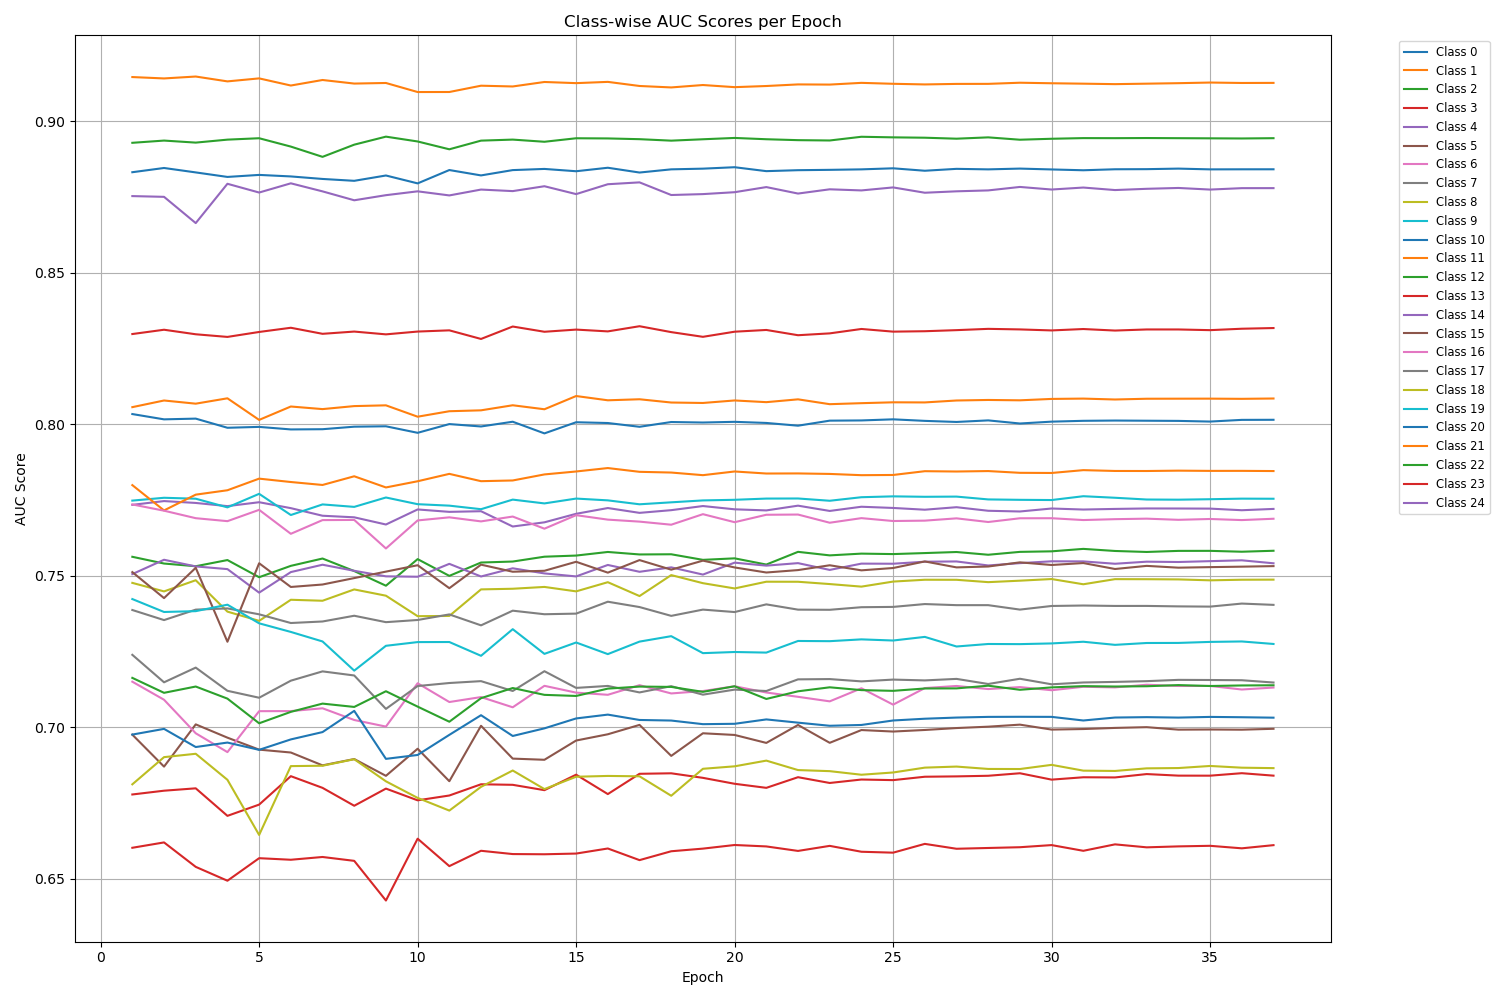 Class-wise AUC Scores per Epoch
AUC Score
0.90
0.85
0.80
0.75
0.70
0.65
0
5
10
15
20
25
30
35
Epoch
Class 0
Class 1
Class 2
Class 3
Class 4
Class 5
Class 6
Class 7
Class 8
Class 9
Class 10
Class 11
Class 12
Class 13
Class 14
Class 15
Class 16
Class 17
Class 18
Class 19
Class 20
Class 21
Class 22
Class 23
Class 24